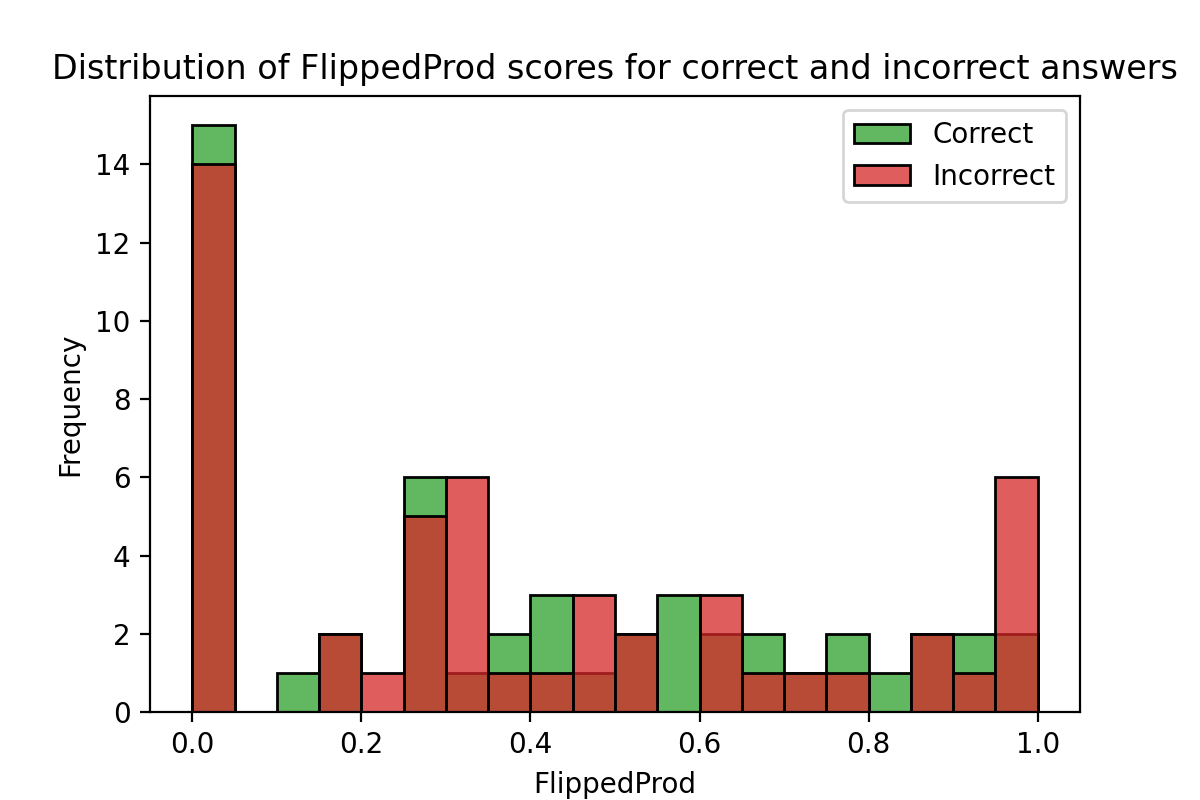 Distribution of FlippedProd scores for correct and incorrect answers
Correct
Incorrect
14
12
10
8
6
4
2
0
Frequency
0.0 0.2 0.4 0.6 0.8 1.0
FlippedProd